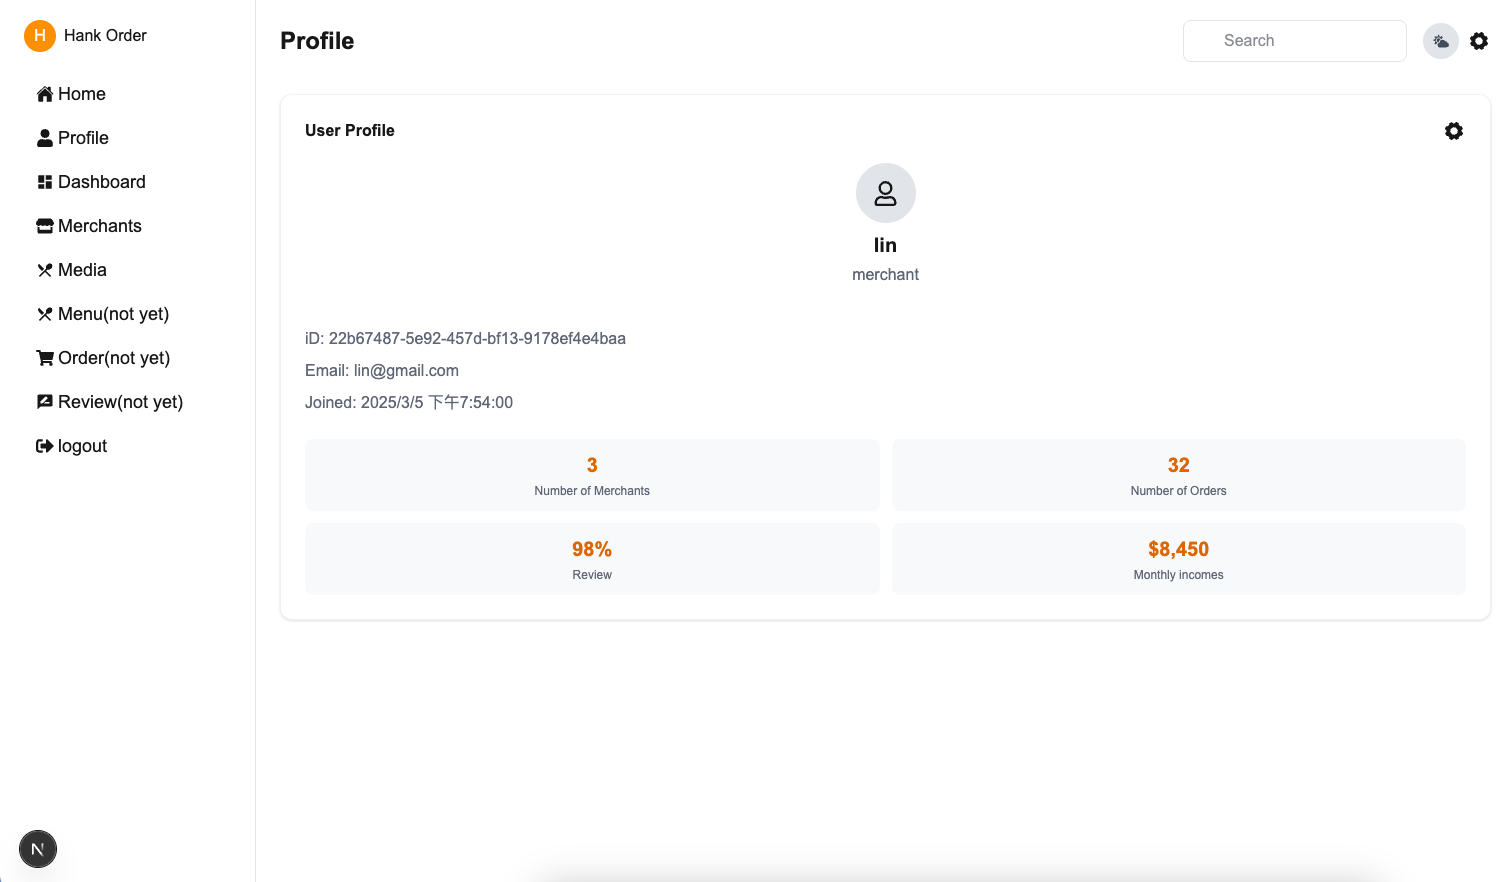 H Hank Order
Home
Profile
Dashboard
Merchants
Media
Menu(not yet)
Order(not yet)
Review(not yet)
logout
N
Profile
Search
User Profile
lin
merchant
iD: 22b67487-5e92-457d-bf13-9178ef4e4baa
Email: lin@gmail.com
Joined: 2025/3/5 下午7:54:00
3
Number of Merchants
32
Number of Orders
98%
Review
$8,450
Monthly incomes